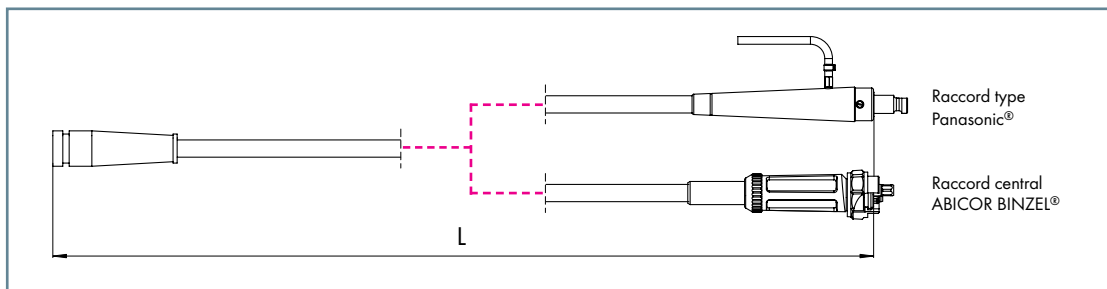 Raccord type
Panasonic®
Raccord central
ABICOR BINZEL®
L